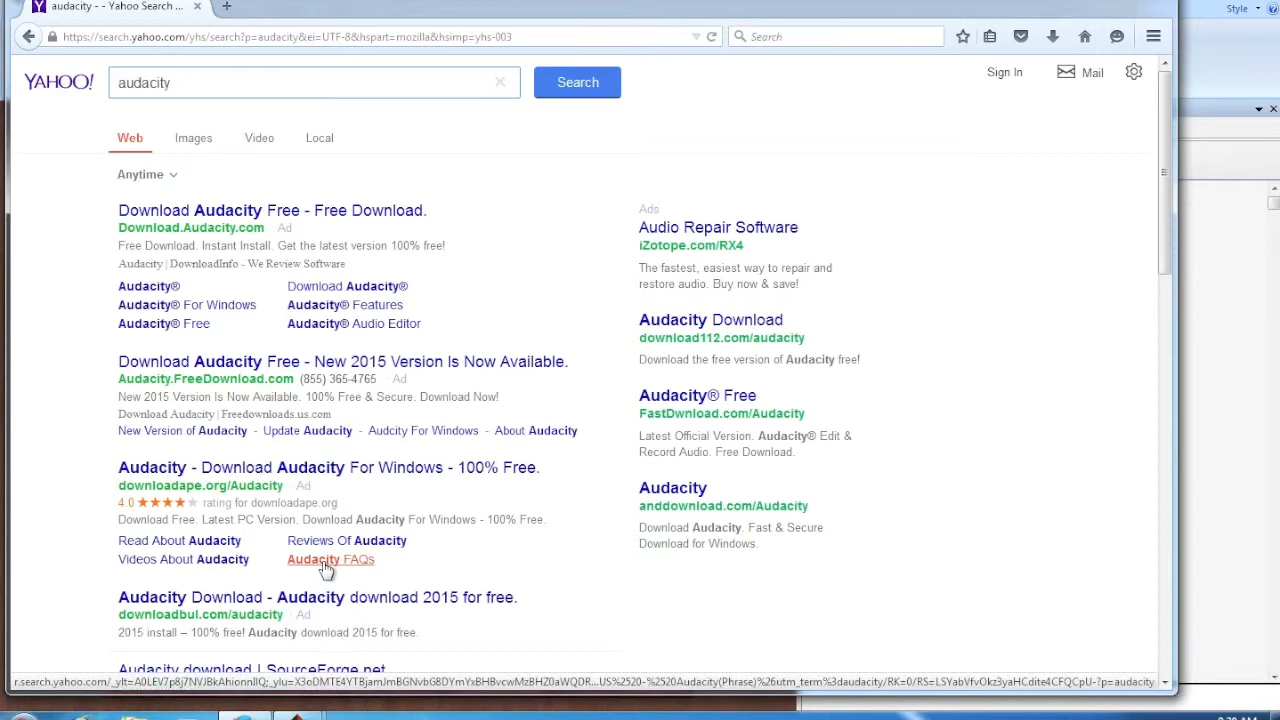 audacity - - Yahoo Search ...
Style
https://search.yahoo.com/yhs/search?p=audacity&ei=UTF-8&hspart=mozilla&hsimp=yhs-003
Search
YAHOO!
audacity
Search
Sign In
Mail
Web
Images
Video
Local
Anytime
Download Audacity Free - Free Download.
Download.Audacity.com Ad
Free Download. Instant Install. Get the latest version 100% free!
Audacity | DownloadInfo - We Review Software
Audacity® Download Audacity®
Audacity® For Windows Audacity® Features
Audacity® Free Audacity® Audio Editor
Download Audacity Free - New 2015 Version Is Now Available.
Audacity.FreeDownload.com (855) 365-4765 · Ad
New 2015 Version Is Now Available. 100% Free & Secure. Download Now!
Download Audacity | Freedownloads.us.com
New Version of Audacity - Update Audacity - Audcity For Windows - About Audacity
Audacity - Download Audacity For Windows - 100% Free.
downloadape.org/Audacity · Ad
4.0 ★★★★★ rating for downloadape.org
Download Free. Latest PC Version. Download Audacity For Windows - 100% Free.
Read About Audacity Reviews Of Audacity
Videos About Audacity Audacity FAQs
Audacity Download - Audacity download 2015 for free.
downloadbul.com/audacity · Ad
2015 install – 100% free! Audacity download 2015 for free.
Audacity download | SourceForge.net
Ads
Audio Repair Software
iZotope.com/RX4
The fastest, easiest way to repair and
restore audio. Buy now & save!
Audacity Download
download112.com/audacity
Download the free version of Audacity free!
Audacity® Free
FastDwnload.com/Audacity
Latest Official Version. Audacity® Edit &
Record Audio. Free Download.
Audacity
anddownload.com/Audacity
Download Audacity. Fast & Secure
Download for Windows.